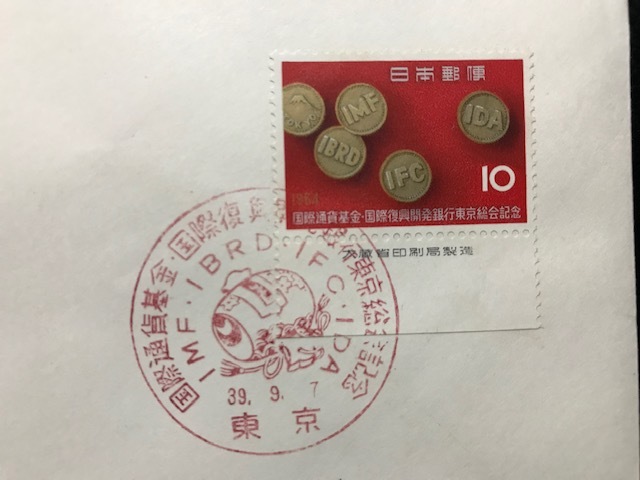 日本郵便
IMF
IDA
IBRD
IFC
10
1964
国際通貨基金・国際復興開発銀行東京総会記念
大蔵省印刷局製造
国際通貨基金・国際復興開発銀行東京総会記念
IMF・IBRD・IFC・IDA
39.9.7
東京